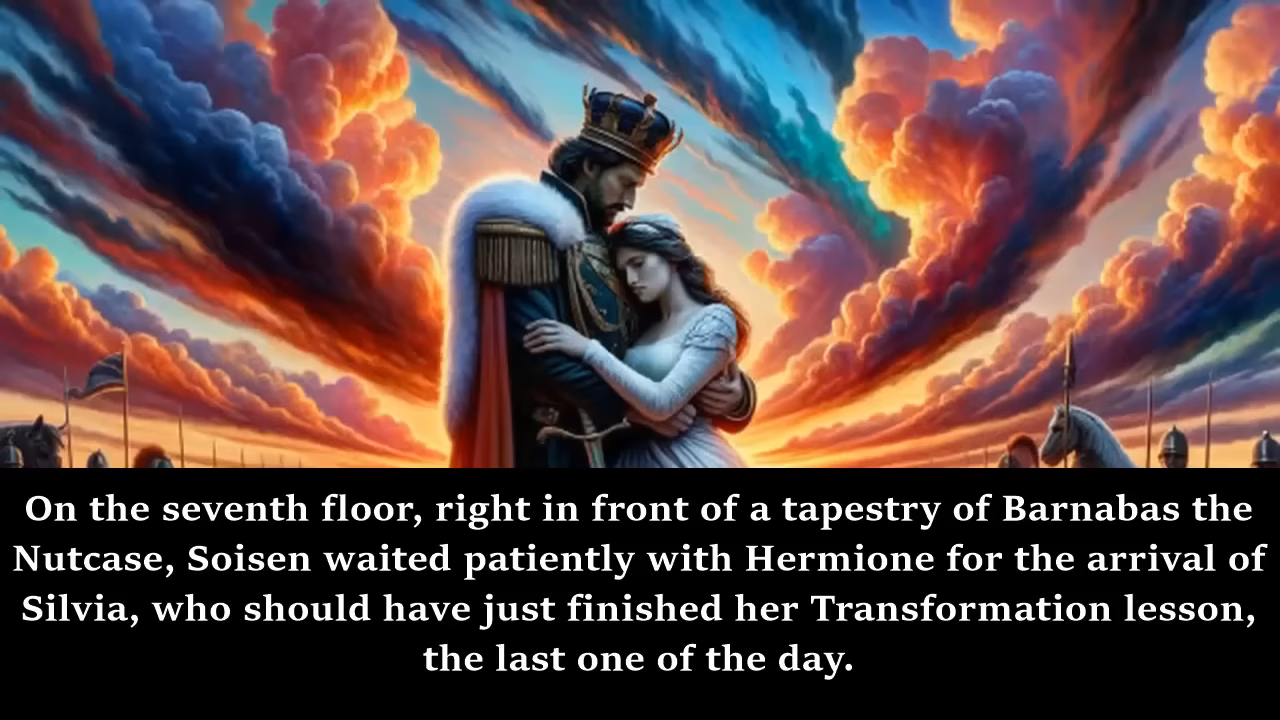 On the seventh floor, right in front of a tapestry of Barnabas the
Nutcase, Soisen waited patiently with Hermione for the arrival of
Silvia, who should have just finished her Transformation lesson,
the last one of the day.